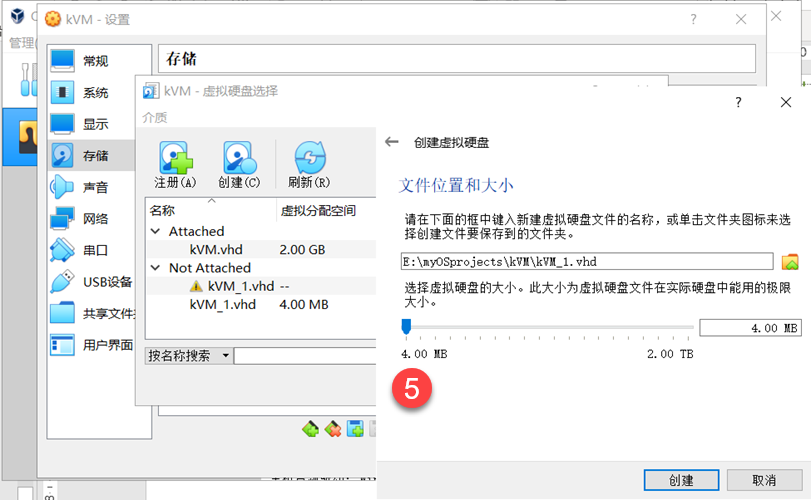 kVM - 设置
管理(
常规
系统
显示
存储
声音
网络
串口
USB设备
共享文件
用户界面
存储
kVM - 虚拟硬盘选择
介质
注册(A)
创建(C)
刷新(R)
名称
虚拟分配空间
Attached
kVM.vhd
2.00 GB
Not Attached
kVM_1.vhd
--
kVM_1.vhd
4.00 MB
按名称搜索
?
创建虚拟硬盘
文件位置和大小
请在下面的框中键入新建虚拟硬盘文件的名称，或单击文件夹图标来选
择创建文件要保存到的文件夹。
E:\myOSprojects\kVM\kVM_1.vhd
选择虚拟硬盘的大小。此大小为虚拟硬盘文件在实际硬盘中能用的极限
大小。
4.00 MB
4.00 MB
2.00 TB
5
创建
取消